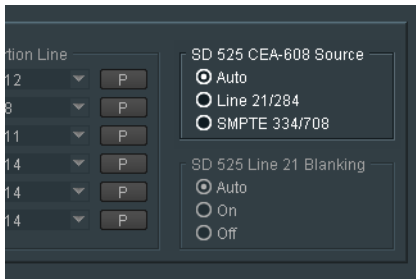 rtion Line
12 P
8 P
11 P
14 P
14 P
14 P
SD 525 CEA-608 Source
Auto
Line 21/284
SMPTE 334/708
SD 525 Line 21 Blanking
Auto
On
Off